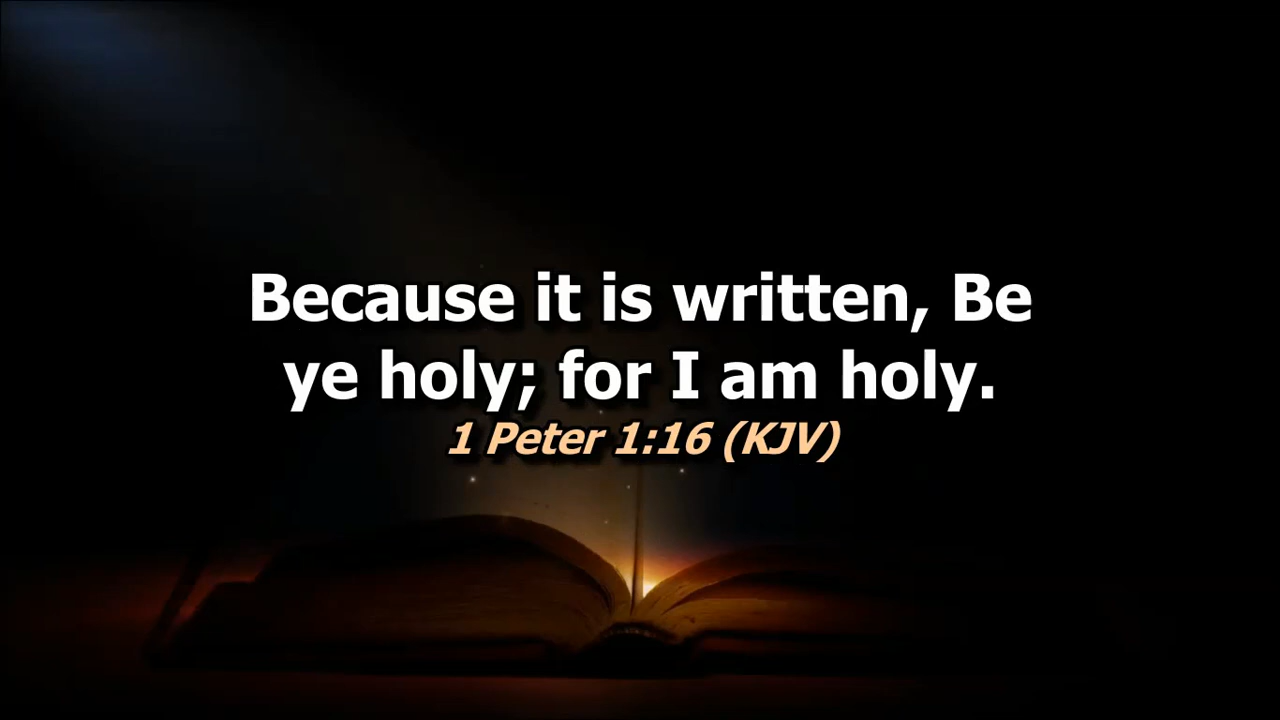 Because it is written, Be
ye holy; for I am holy.
1 Peter 1:16 (KJV)